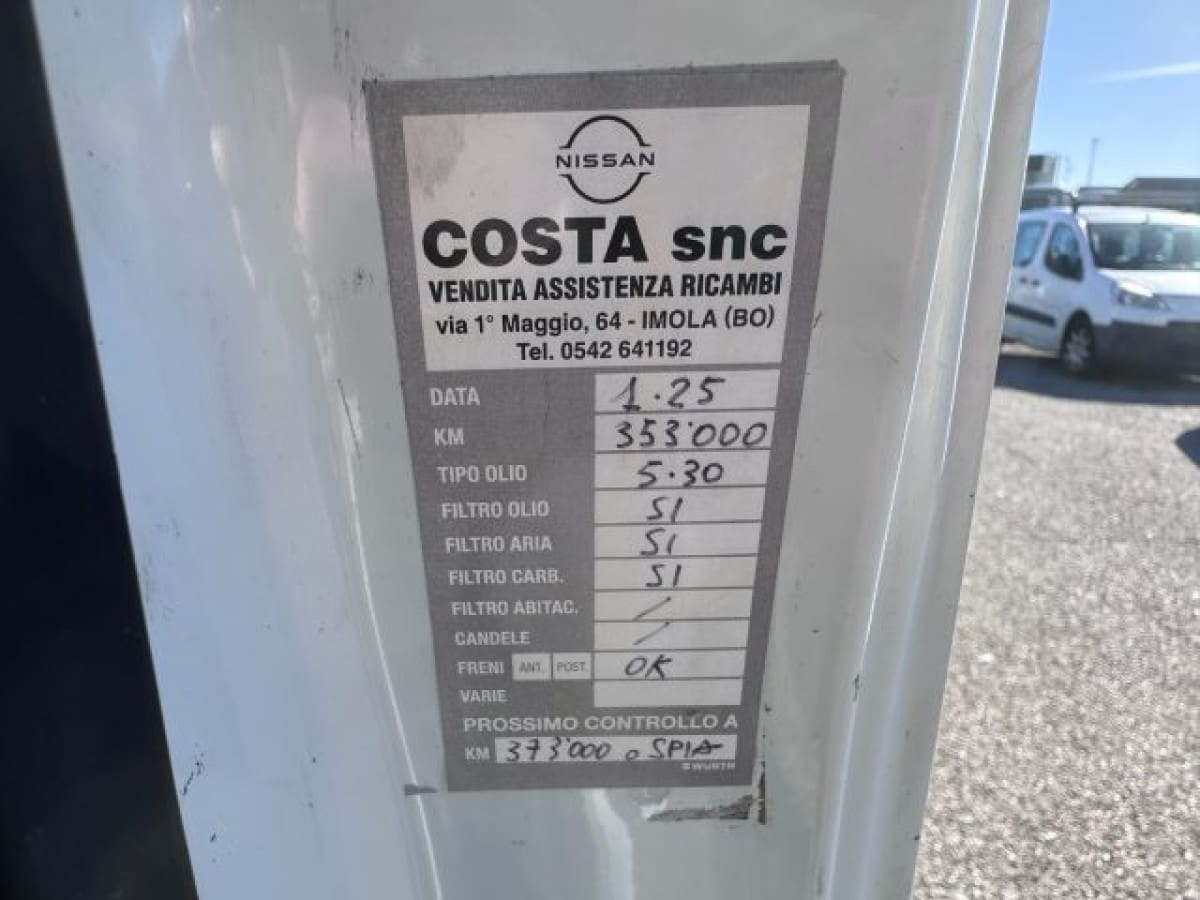 NISSAN
COSTA snc
VENDITA ASSISTENZA RICAMBI
via 1° Maggio, 64 - IMOLA (BO)
Tel. 0542 641192
DATA 1.25
KM 353'000
TIPO OLIO 5.30
FILTRO OLIO SI
FILTRO ARIA SI
FILTRO CARB. SI
FILTRO ABITAC. /
CANDELE /
FRENI ANT. POST. OK
VARIE
PROSSIMO CONTROLLO A
KM 373'000 o SPIA
WÜRTH